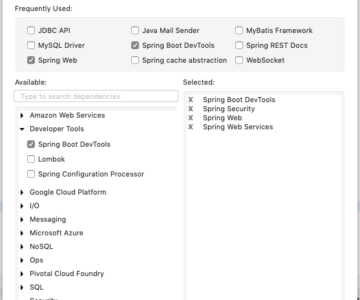 Frequently Used:
JDBC API Java Mail Sender MyBatis Framework
MySQL Driver Spring Boot DevTools Spring REST Docs
Spring Web Spring cache abstraction WebSocket
Available: Selected:
Type to search dependencies
X Spring Boot DevTools
X Spring Security
X Spring Web
X Spring Web Services
Amazon Web Services
Developer Tools
Spring Boot DevTools
Lombok
Spring Configuration Processor
Google Cloud Platform
I/O
Messaging
Microsoft Azure
NoSQL
Ops
Pivotal Cloud Foundry
SQL
Security